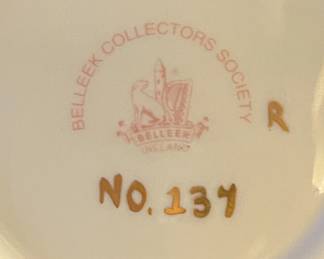 BELLEEK COLLECTORS SOCIETY
BELLEEK
IRELAND
R
NO. 137